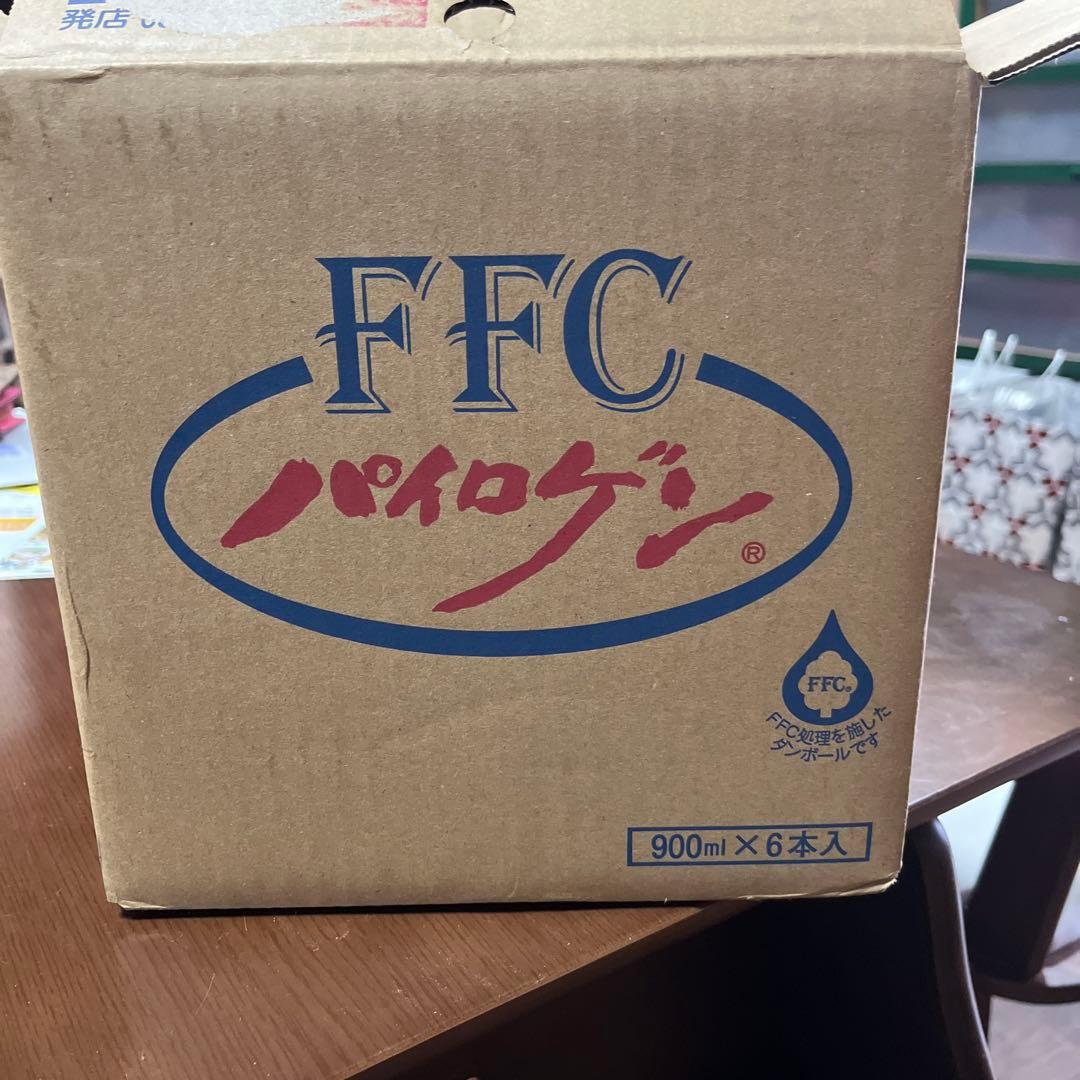 発店
FFC
パイロゲン®
FFC®
FFC処理を施した
ダンボールです
900ml×6本入